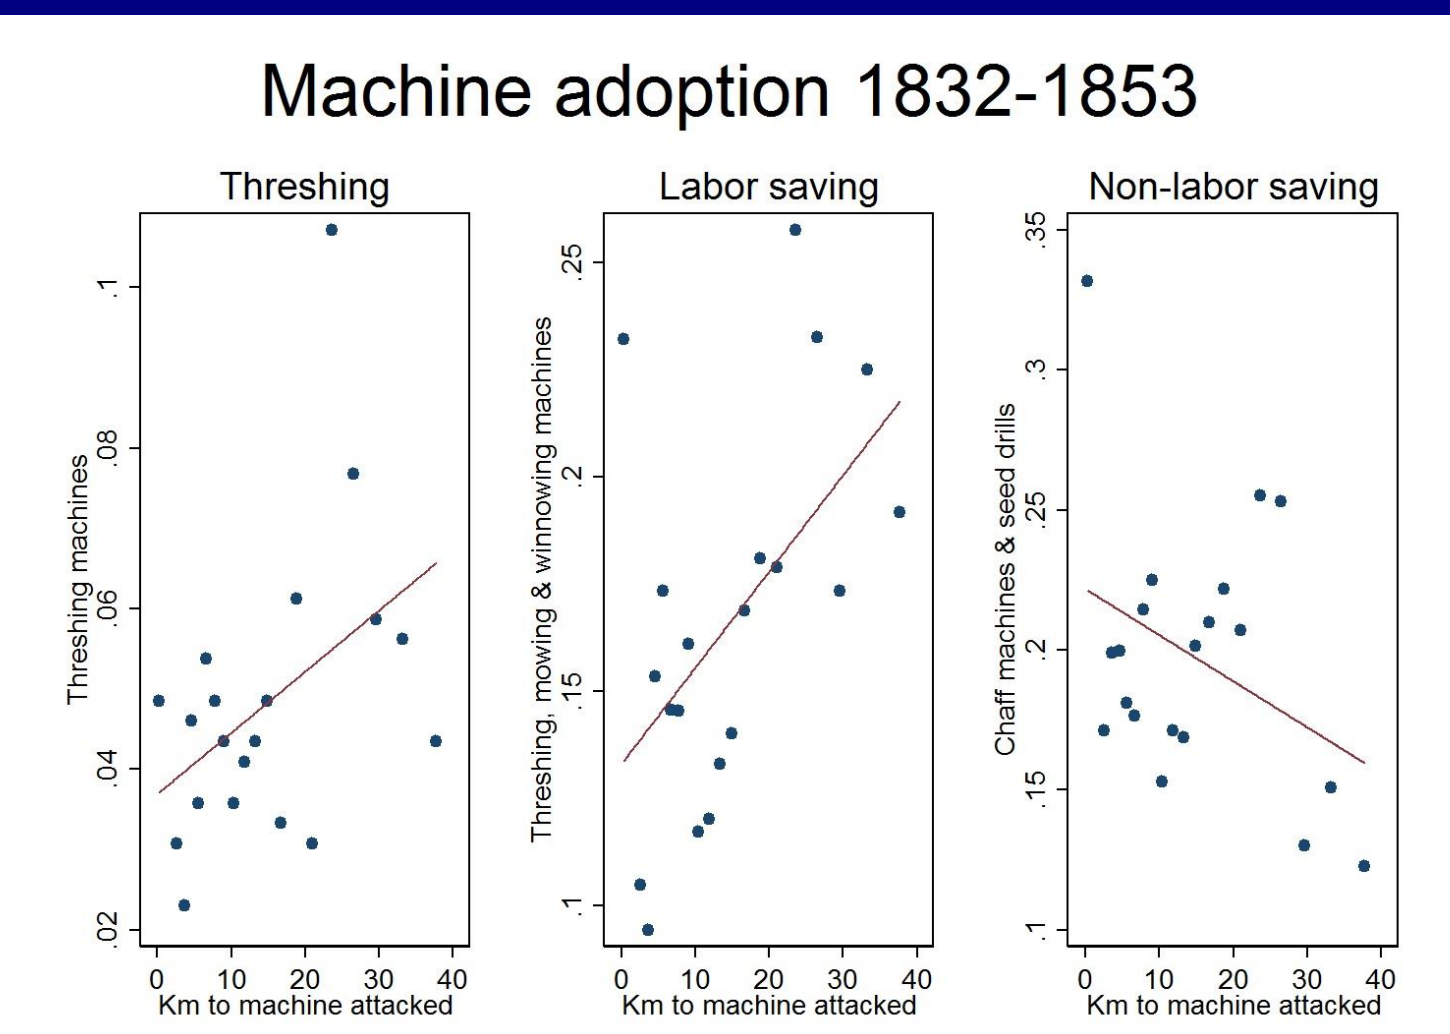 Machine adoption 1832-1853
Threshing
Threshing machines
.1
.08
.06
.04
.02
0 10 20 30 40
Km to machine attacked
Labor saving
Threshing, mowing & winnowing machines
.25
.2
.15
.1
0 10 20 30 40
Km to machine attacked
Non-labor saving
Chaff machines & seed drills
.35
.3
.25
.2
.15
.1
0 10 20 30 40
Km to machine attacked